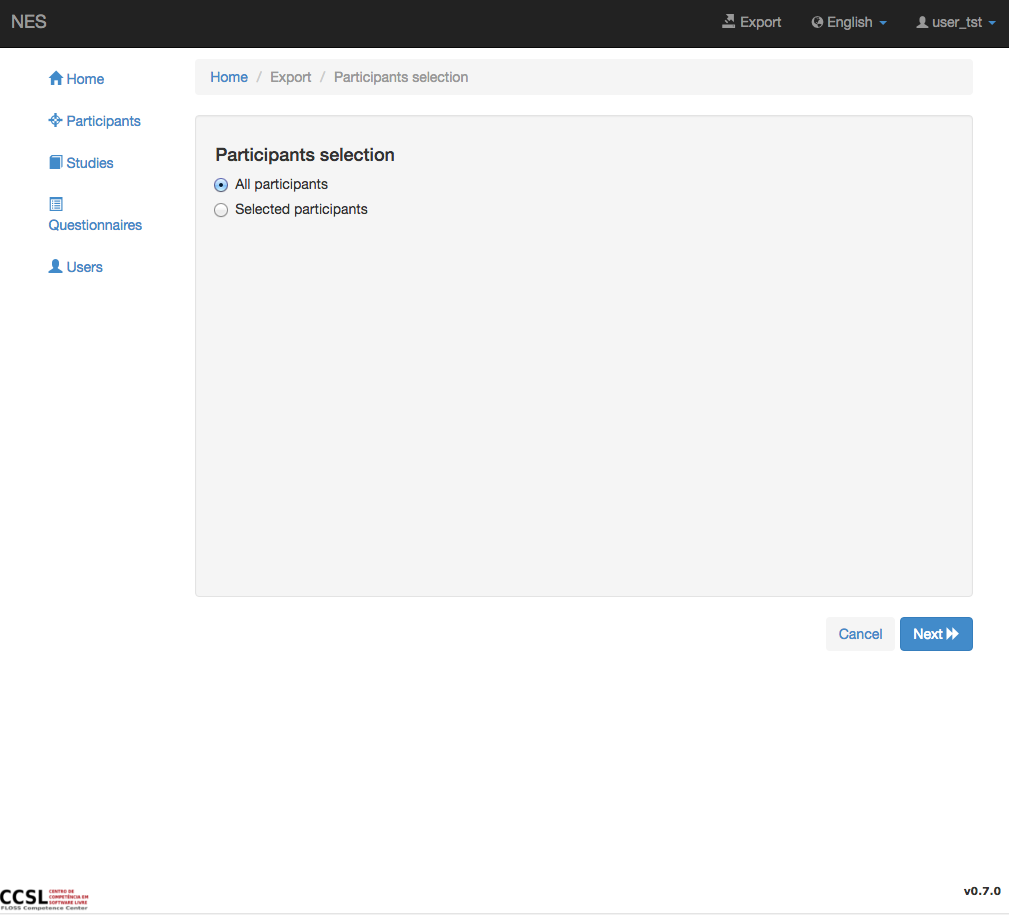 NES Export English user_tst
Home / Export / Participants selection
Home
Participants
Studies
Questionnaires
Users
Participants selection
All participants
Selected participants
Cancel Next
CCSL CENTRO DE
COMPETÊNCIA EM
SOFTWARE LIVRE
FLOSS Competence Center
v0.7.0